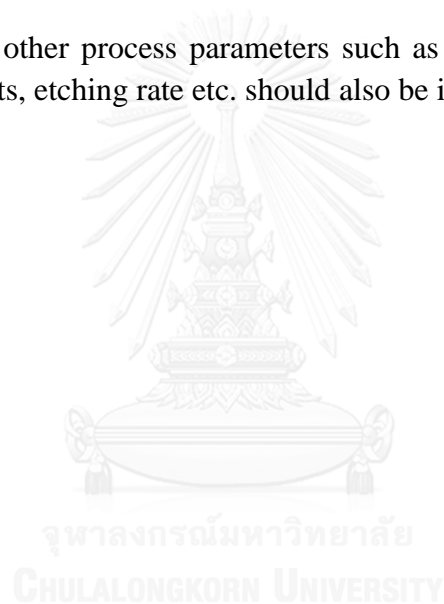 other process parameters such as
ts, etching rate etc. should also be i
จุฬาลงกรณ์มหาวิทยาลัย
CHULALONGKORN UNIVERSITY